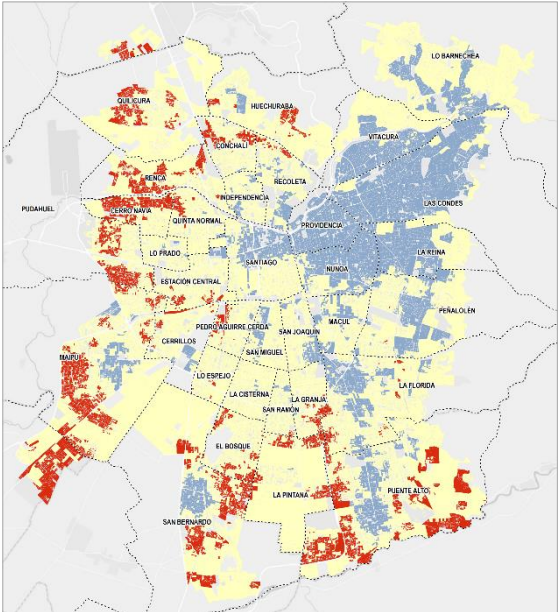 LO BARNECHEA
QUILICURA
HUECHURABA
VITACURA
CONCHALÍ
RENCA
RECOLETA
INDEPENDENCIA
LAS CONDES
PUDAHUEL
CERRO NAVIA
QUINTA NORMAL
PROVIDENCIA
LO PRADO
SANTIAGO
LA REINA
ÑUÑOA
ESTACIÓN CENTRAL
PEÑALOLÉN
PEDRO AGUIRRE CERDA
MACUL
SAN JOAQUÍN
CERRILLOS
SAN MIGUEL
MAIPÚ
LO ESPEJO
LA FLORIDA
LA CISTERNA
LA GRANJA
SAN RAMÓN
EL BOSQUE
LA PINTANA
PUENTE ALTO
SAN BERNARDO